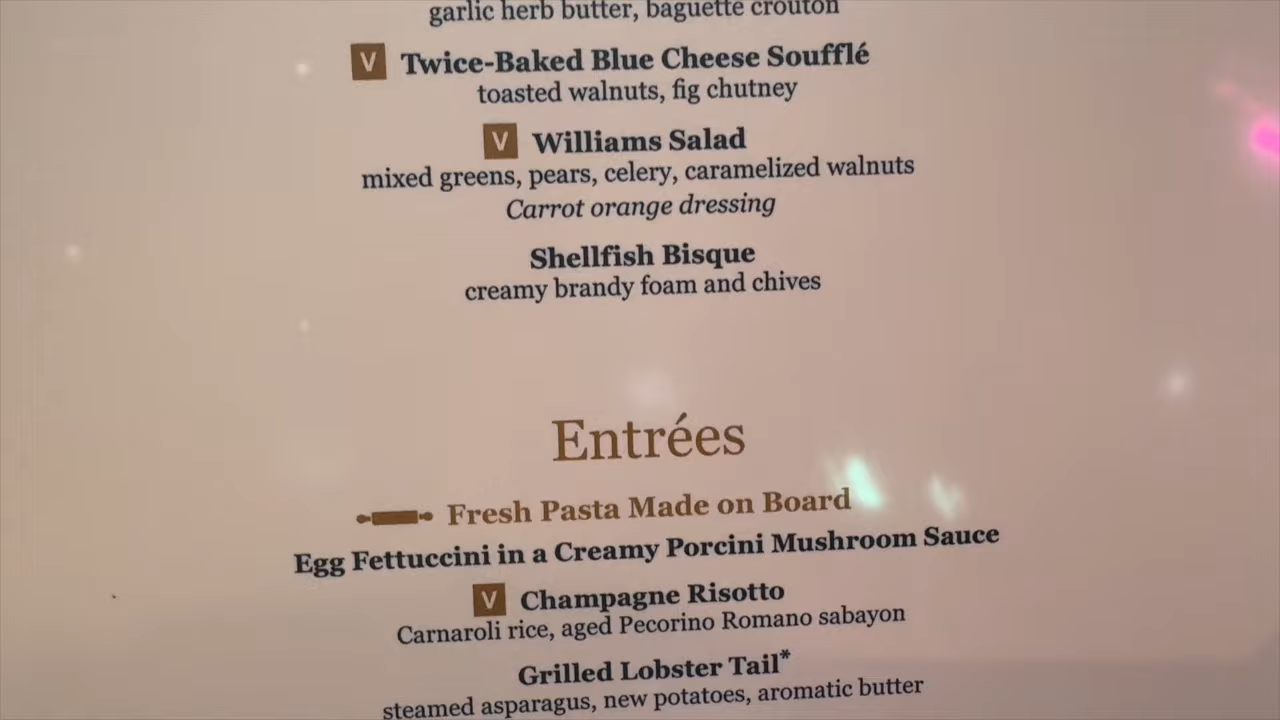 garlic herb butter, baguette crouton
V Twice-Baked Blue Cheese Soufflé
toasted walnuts, fig chutney
V Williams Salad
mixed greens, pears, celery, caramelized walnuts
Carrot orange dressing
Shellfish Bisque
creamy brandy foam and chives
Entrées
Fresh Pasta Made on Board
Egg Fettuccini in a Creamy Porcini Mushroom Sauce
V Champagne Risotto
Carnaroli rice, aged Pecorino Romano sabayon
Grilled Lobster Tail*
steamed asparagus, new potatoes, aromatic butter